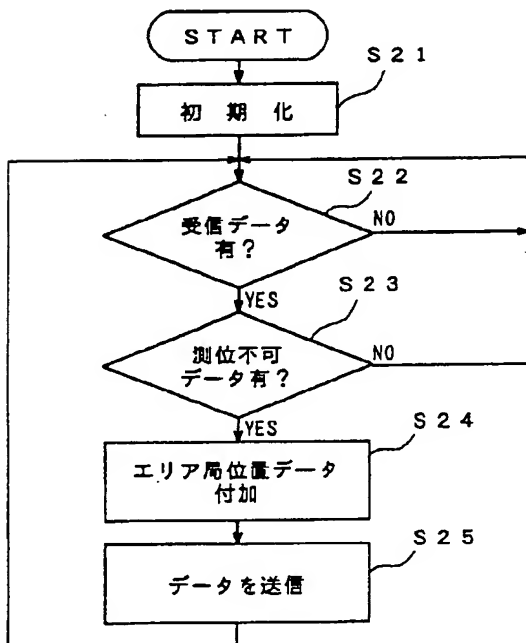 START
S21
初期化
S22
受信データ
有?
NO
YES
S23
測位不可
データ有?
NO
YES
S24
エリア局位置データ
付加
S25
データを送信